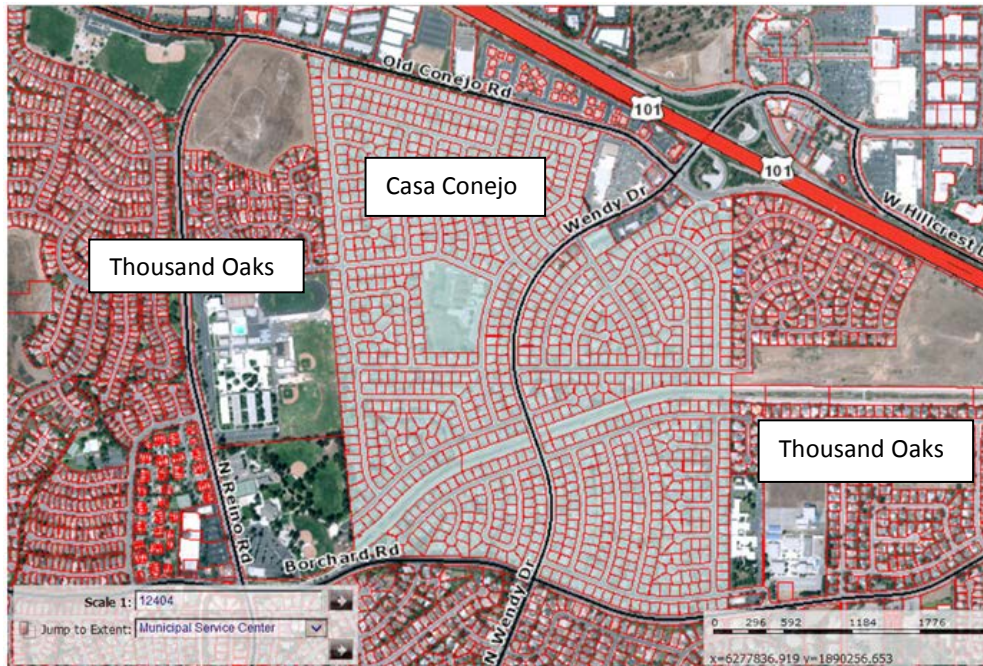 Old Conejo Rd
101
101
Casa Conejo
Wendy Dr
Thousand Oaks
Thousand Oaks
N Reino Rd
Borchard Rd
N Wendy Dr
Scale 1: 12404
Jump to Extent: Municipal Service Center
0 296 592 1184 1776
x=6277836.919 y=1890256.653